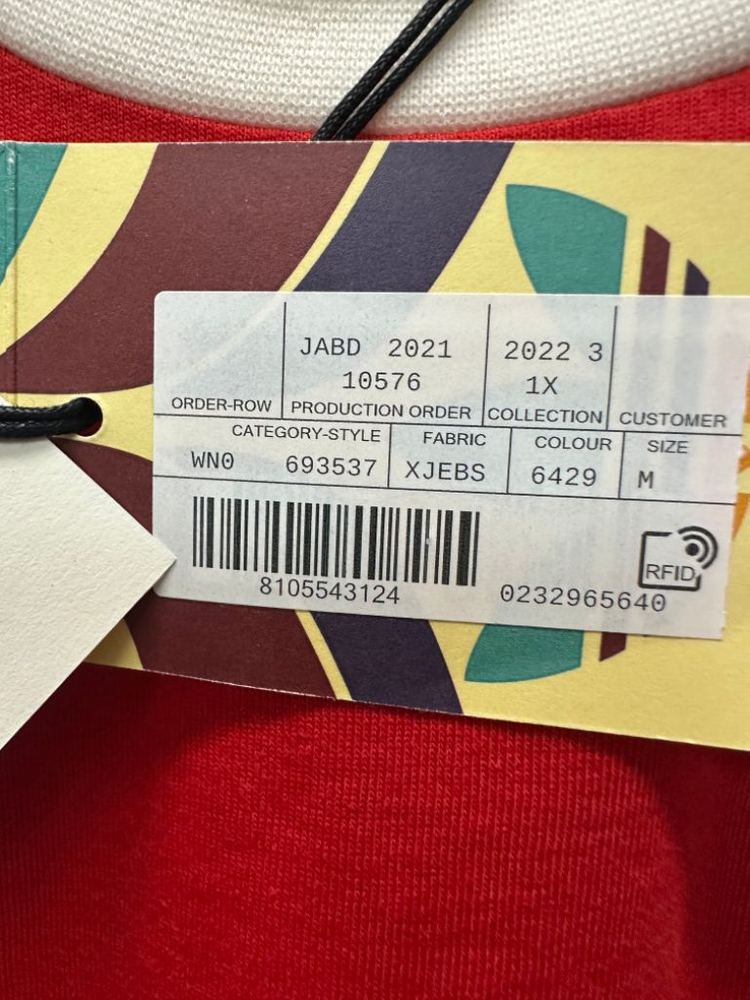 JABD 2021 2022 3
10576 1X
ORDER-ROW PRODUCTION ORDER COLLECTION CUSTOMER
CATEGORY-STYLE FABRIC COLOUR SIZE
WN0 693537 XJEBS 6429 M
RFID
8105543124 0232965640